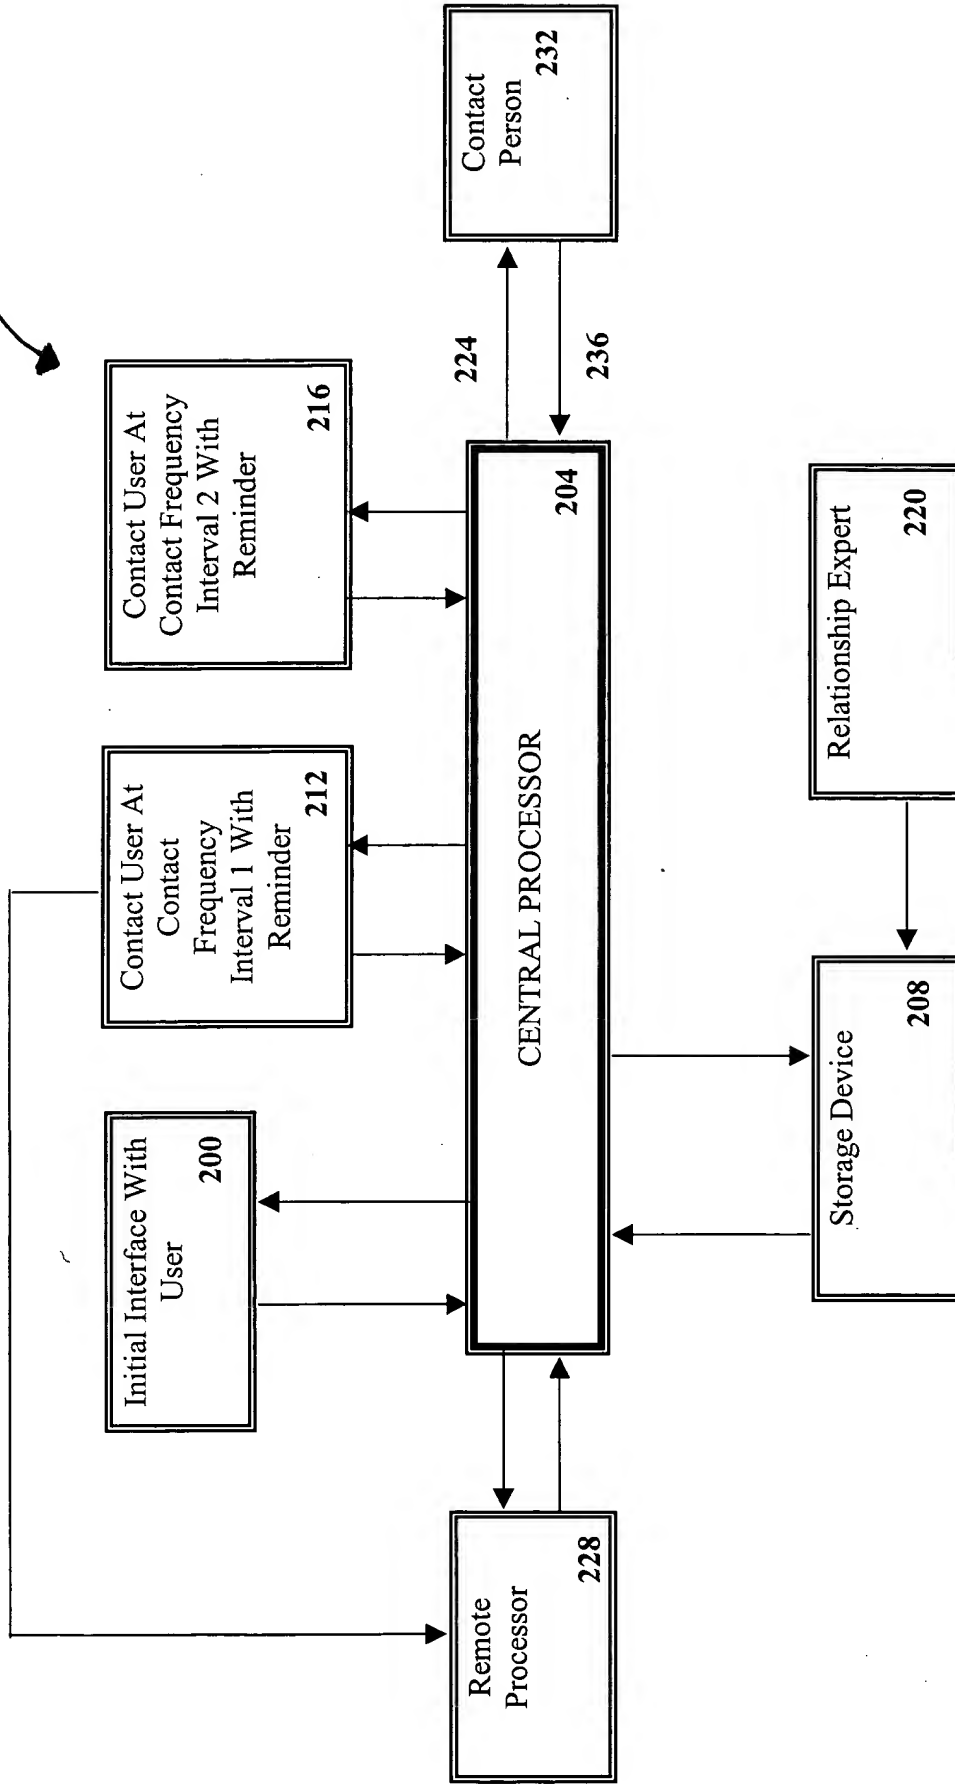 Initial Interface With
User
200
Contact User At
Contact
Frequency
Interval 1 With
Reminder
212
Contact User At
Contact Frequency
Interval 2 With
Reminder
216
Remote
Processor
228
CENTRAL PROCESSOR
204
224
236
Contact
Person
232
Storage Device
208
Relationship Expert
220